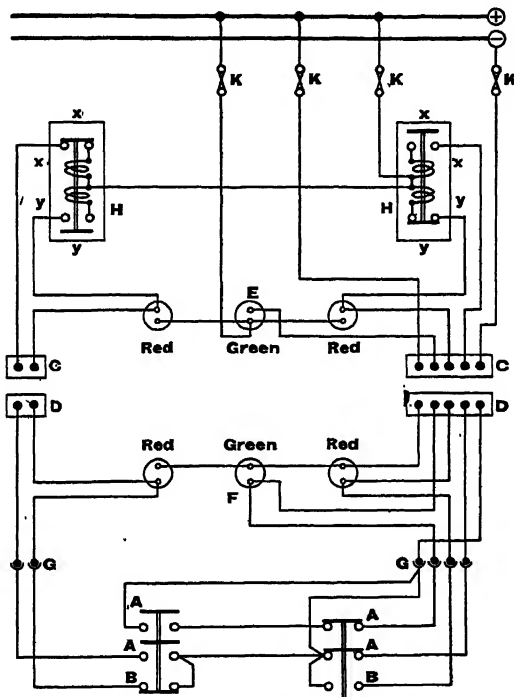 +
−
K K K K
x x
x x
y y
H H
y y
E
Red Green Red
C C
D D
Red Green Red
F
G G
A A
A A
B B